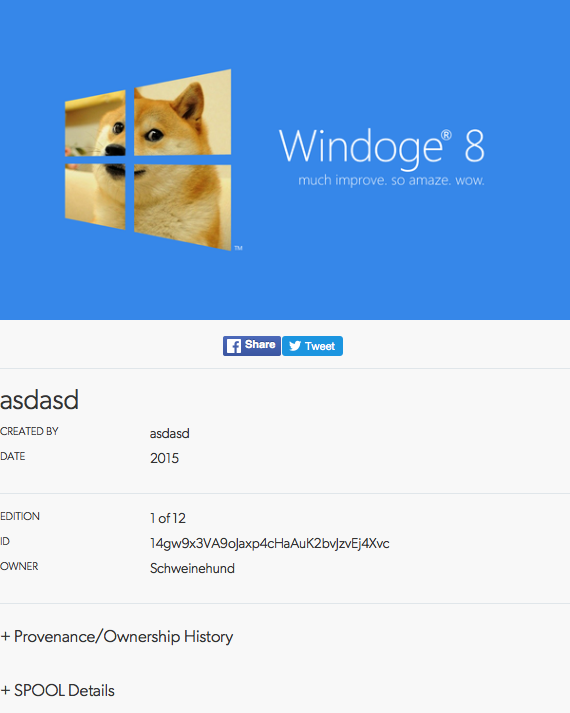 Windoge® 8
much improve. so amaze. wow.
™
Share Tweet
asdasd
CREATED BY asdasd
DATE 2015
EDITION 1 of 12
ID 14gw9x3VA9oJaxp4cHaAuK2bvJzvEj4Xvc
OWNER Schweinehund
+ Provenance/Ownership History
+ SPOOL Details